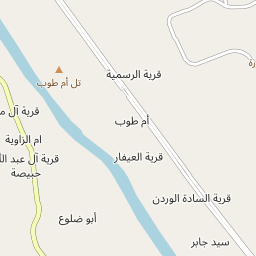 قرية الرسمية
تل أم طوب
قرية آل
أم طوب
ام الزاوية
قرية آل عبد
حبيصة
قرية العيفار
قرية السادة الوردن
أبو ضلوع
سيد جابر